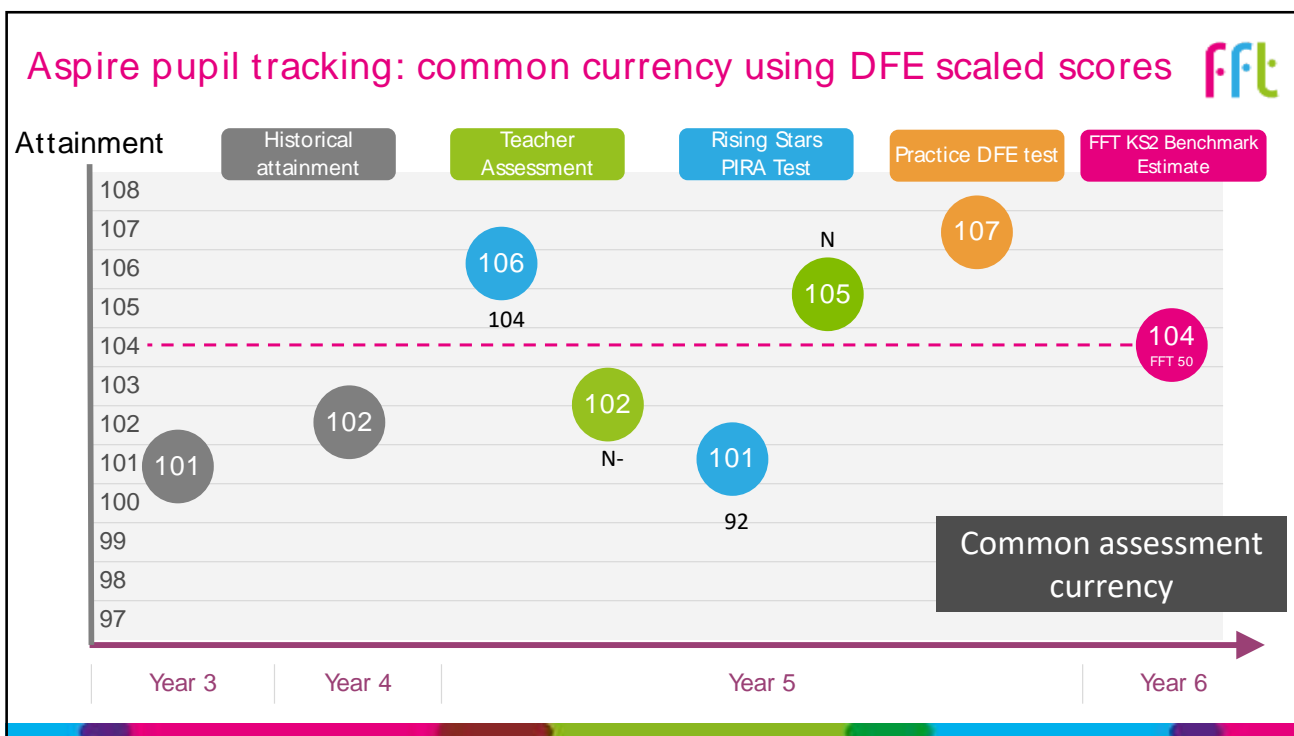 Aspire pupil tracking: common currency using DFE scaled scores
fft
Attainment
Historical
attainment
Teacher
Assessment
Rising Stars
PIRA Test
Practice DFE test
FFT KS2 Benchmark
Estimate
108
107
106
105
104
103
102
101
100
99
98
97
101
102
106
104
102
N-
101
92
N
105
107
104
FFT 50
Common assessment
currency
Year 3
Year 4
Year 5
Year 6